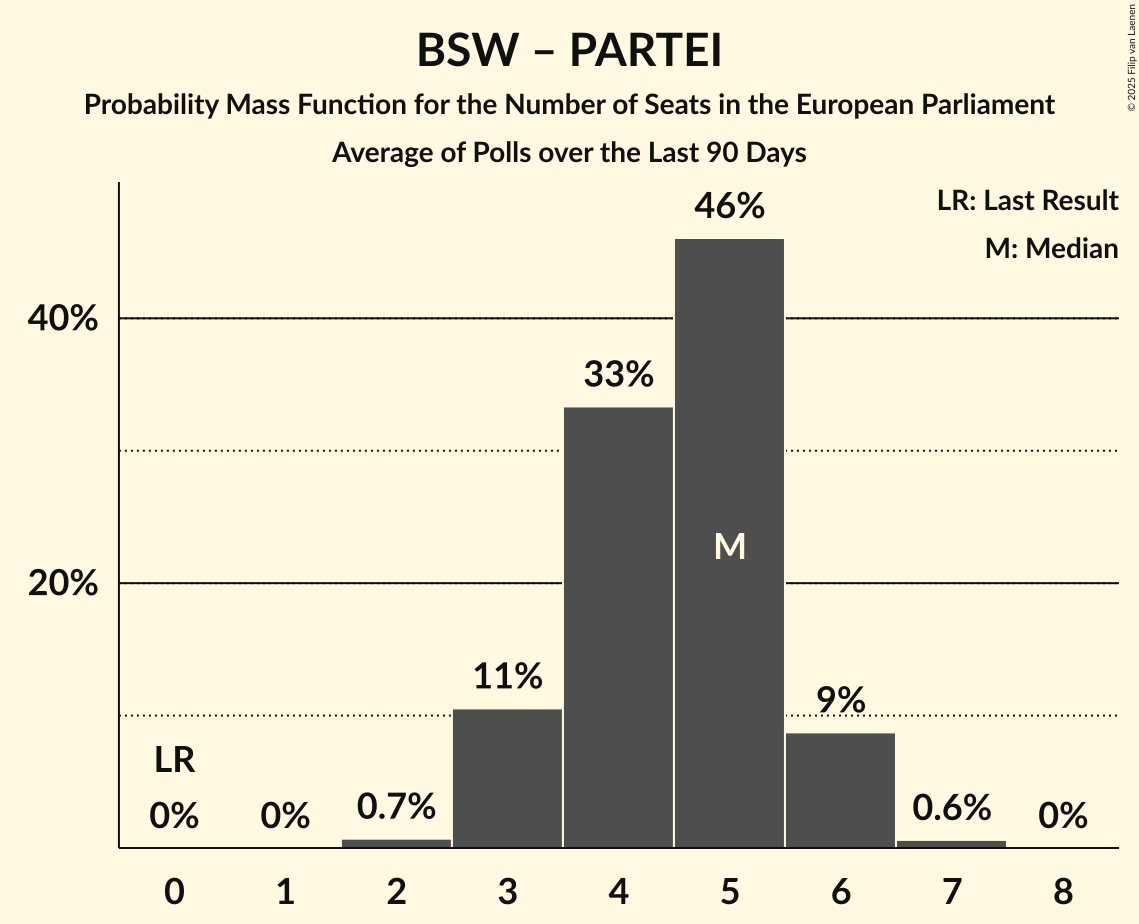 BSW – PARTEI
Probability Mass Function for the Number of Seats in the European Parliament
Average of Polls over the Last 90 Days
© 2025 Filip van Laenen
LR: Last Result
M: Median
46%
40%
33%
M
20%
11%
9%
LR
0%
0%
0.7%
0.6%
0%
0 1 2 3 4 5 6 7 8